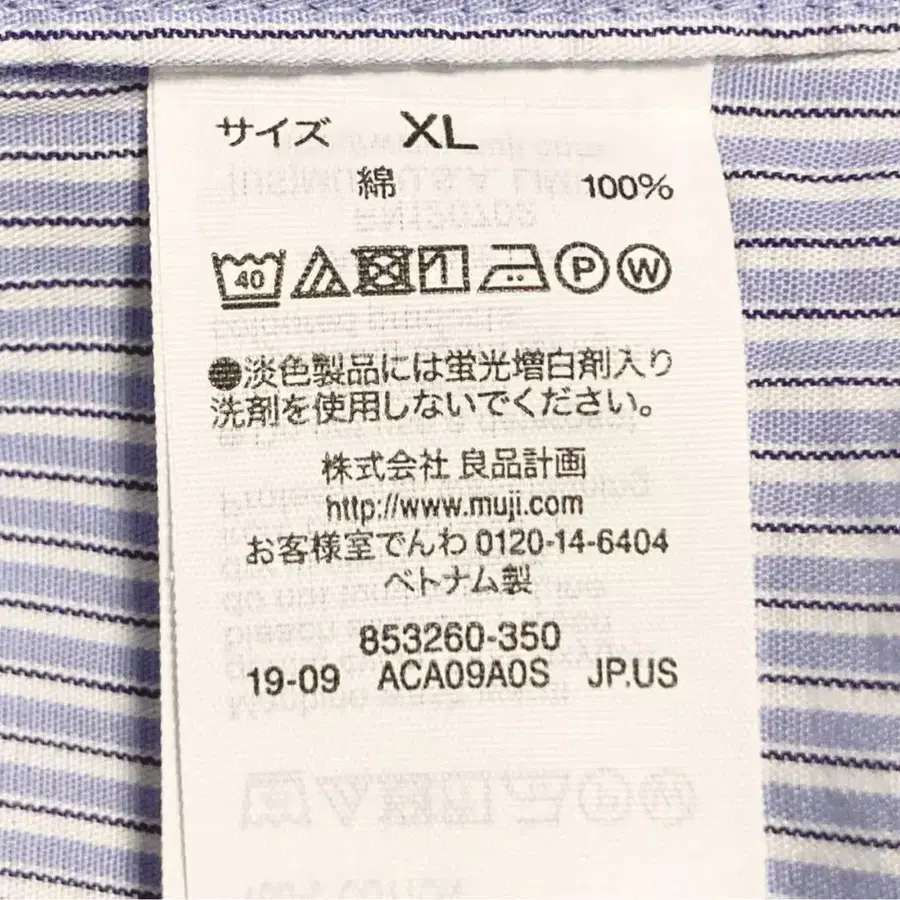 サイズ XL
綿 100%
40 P W
●淡色製品には蛍光増白剤入り
洗剤を使用しないでください。
株式会社 良品計画
http://www.muji.com
お客様室でんわ 0120-14-6404
ベトナム製
853260-350
19-09 ACA09A0S JP.US